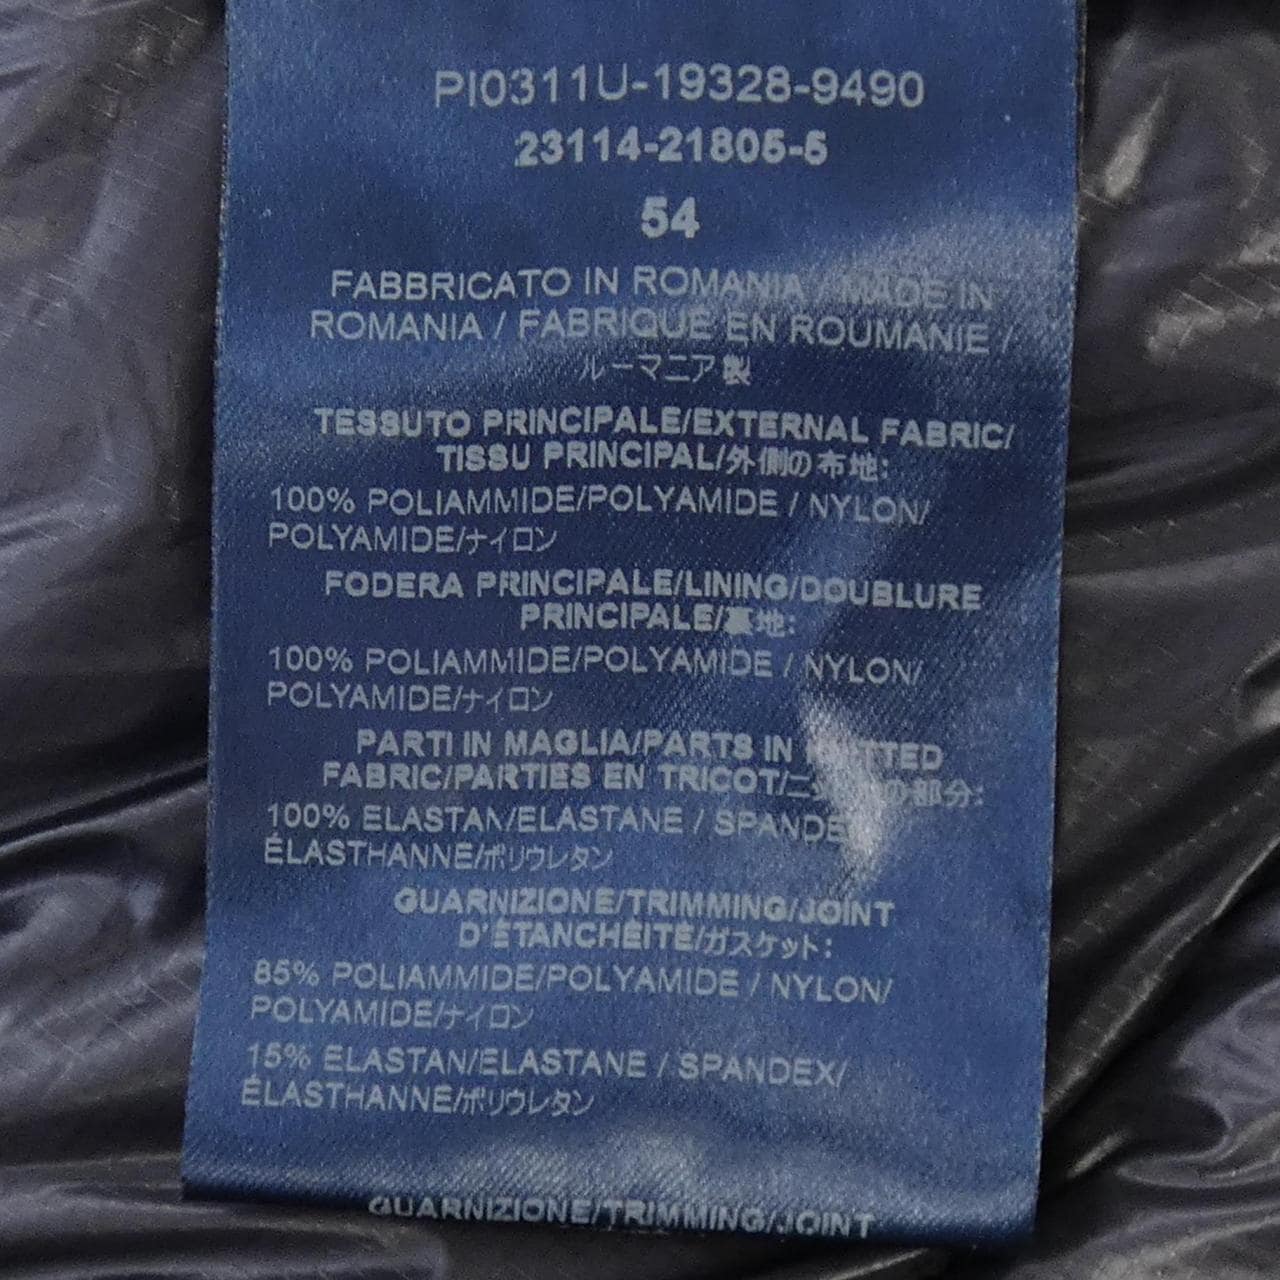 PI0311U-19328-9490
23114-21805-5
54
FABBRICATO IN ROMANIA / MADE IN
ROMANIA / FABRIQUÉ EN ROUMANIE /
ルーマニア製
TESSUTO PRINCIPALE/EXTERNAL FABRIC/
TISSU PRINCIPAL/外側の布地:
100% POLIAMMIDE/POLYAMIDE / NYLON/
POLYAMIDE/ナイロン
FODERA PRINCIPALE/LINING/DOUBLURE
PRINCIPALE/裏地:
100% POLIAMMIDE/POLYAMIDE / NYLON/
POLYAMIDE/ナイロン
PARTI IN MAGLIA/PARTS IN KNITTED
FABRIC/PARTIES EN TRICOT/の部分:
100% ELASTAN/ELASTANE / SPANDEX/
ÉLASTHANNE/ポリウレタン
GUARNIZIONE/TRIMMING/JOINT
D'ÉTANCHÉITÉ/ガスケット:
85% POLIAMMIDE/POLYAMIDE / NYLON/
POLYAMIDE/ナイロン
15% ELASTAN/ELASTANE / SPANDEX/
ÉLASTHANNE/ポリウレタン
GUARNIZIONE/TRIMMING/JOINT